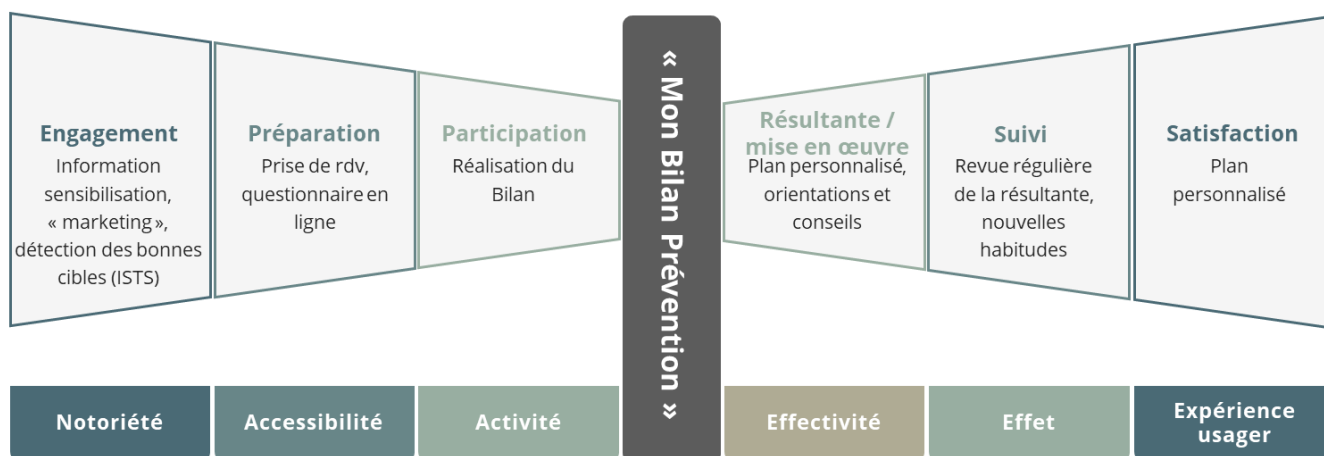 Engagement
Information
sensibilisation,
« marketing »,
détection des bonnes
cibles (ISTS)
Préparation
Prise de rdv,
questionnaire en
ligne
Participation
Réalisation du
Bilan
« Mon Bilan Prévention »
Résultante /
mise en œuvre
Plan personnalisé,
orientations et
conseils
Suivi
Revue régulière
de la résultante,
nouvelles
habitudes
Satisfaction
Plan
personnalisé
Notoriété
Accessibilité
Activité
Effectivité
Effet
Expérience
usager